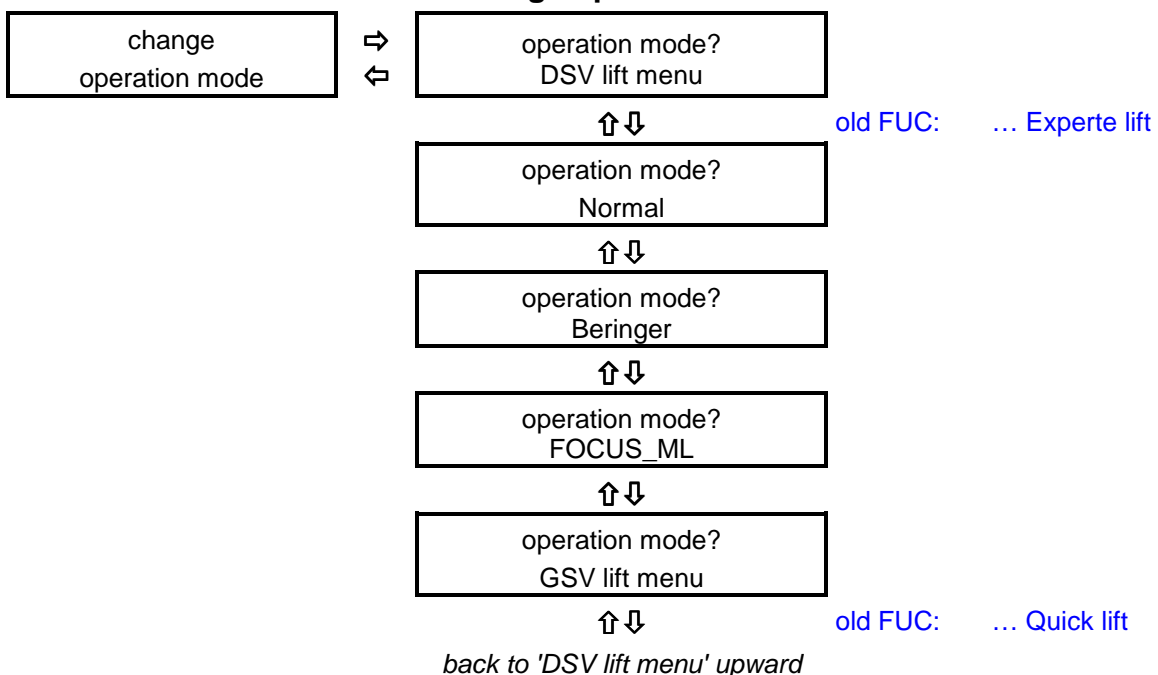 change
operation mode
⇨
⇦
operation mode?
DSV lift menu
⇧⇩
old FUC: … Experte lift
operation mode?
Normal
⇧⇩
operation mode?
Beringer
⇧⇩
operation mode?
FOCUS_ML
⇧⇩
operation mode?
GSV lift menu
⇧⇩
old FUC: … Quick lift
back to 'DSV lift menu' upward